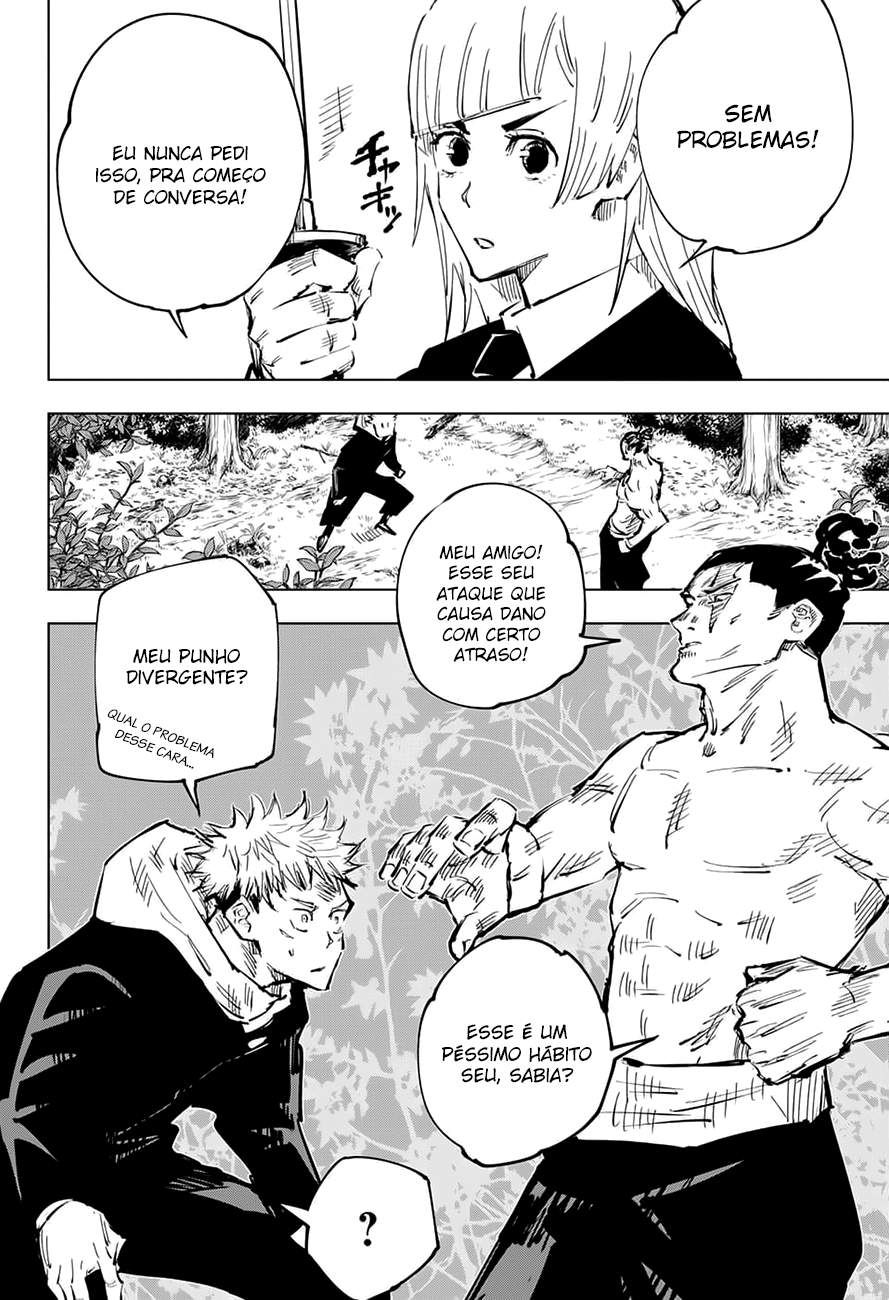 SEM
PROBLEMAS!
EU NUNCA PEDI
ISSO, PRA COMEÇO
DE CONVERSA!
チャキッ
MEU AMIGO!
ESSE SEU
ATAQUE QUE
CAUSA DANO
COM CERTO
ATRASO!
MEU PUNHO
DIVERGENTE?
QUAL O PROBLEMA
DESSE CARA...
ESSE É UM
PÉSSIMO HÁBITO
SEU, SABIA?
?